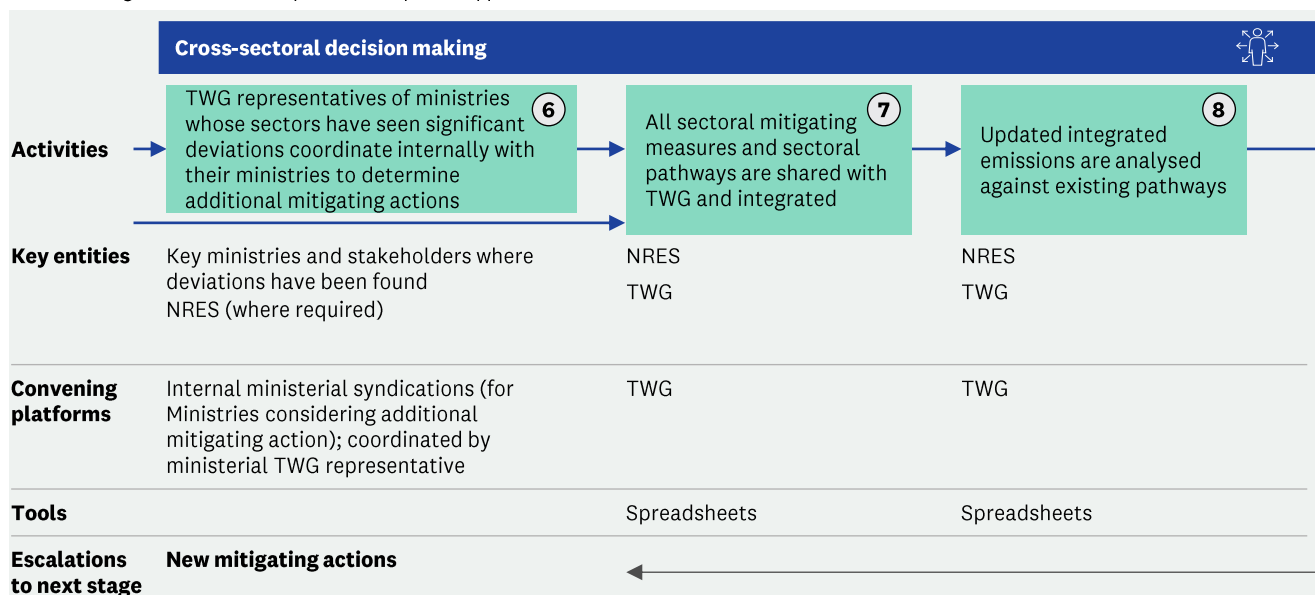 Cross-sectoral decision making
Activities
TWG representatives of ministries
whose sectors have seen significant
deviations coordinate internally with
their ministries to determine
additional mitigating actions
6
All sectoral mitigating
measures and sectoral
pathways are shared with
TWG and integrated
7
Updated integrated
emissions are analysed
against existing pathways
8
Key entities
Key ministries and stakeholders where
deviations have been found
NRES (where required)
NRES
TWG
NRES
TWG
Convening
platforms
Internal ministerial syndications (for
Ministries considering additional
mitigating action); coordinated by
ministerial TWG representative
TWG
TWG
Tools
Spreadsheets
Spreadsheets
Escalations
to next stage
New mitigating actions